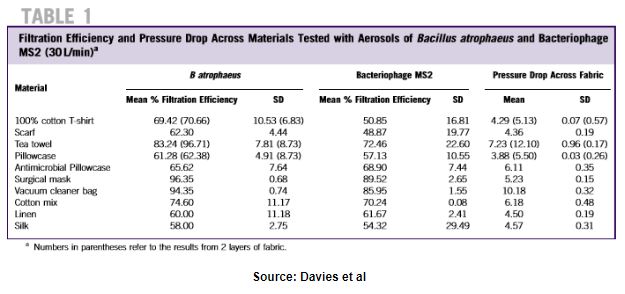 TABLE 1
Filtration Efficiency and Pressure Drop Across Materials Tested with Aerosols of Bacillus atrophaeus and Bacteriophage
MS2 (30 L/min)a
B atrophaeus Bacteriophage MS2 Pressure Drop Across Fabric
Material
Mean % Filtration Efficiency SD Mean % Filtration Efficiency SD Mean SD
100% cotton T-shirt 69.42 (70.66) 10.53 (6.83) 50.85 16.81 4.29 (5.13) 0.07 (0.57)
Scarf 62.30 4.44 48.87 19.77 4.36 0.19
Tea towel 83.24 (96.71) 7.81 (8.73) 72.46 22.60 7.23 (12.10) 0.96 (0.17)
Pillowcase 61.28 (62.38) 4.91 (8.73) 57.13 10.55 3.88 (5.50) 0.03 (0.26)
Antimicrobial Pillowcase 65.62 7.64 68.90 7.44 6.11 0.35
Surgical mask 96.35 0.68 89.52 2.65 5.23 0.15
Vacuum cleaner bag 94.35 0.74 85.95 1.55 10.18 0.32
Cotton mix 74.60 11.17 70.24 0.08 6.18 0.48
Linen 60.00 11.18 61.67 2.41 4.50 0.19
Silk 58.00 2.75 54.32 29.49 4.57 0.31
a Numbers in parentheses refer to the results from 2 layers of fabric.
Source: Davies et al